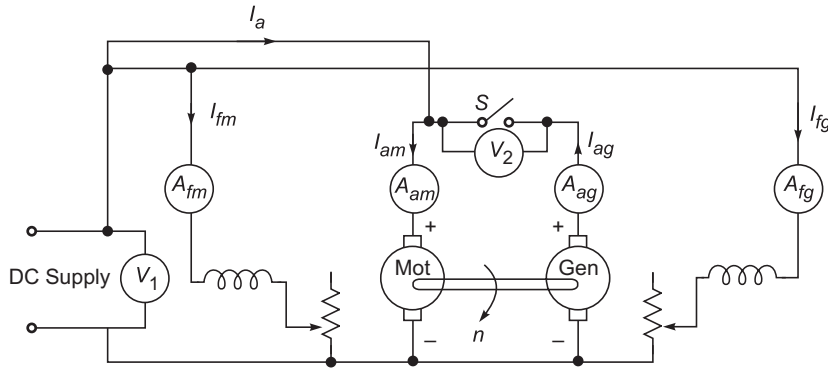 I_a
I_fm
S
I_fg
I_am
V_2
I_ag
A_fm
A_am
A_ag
A_fg
+
+
DC Supply
V_1
Mot
Gen
n
–
–